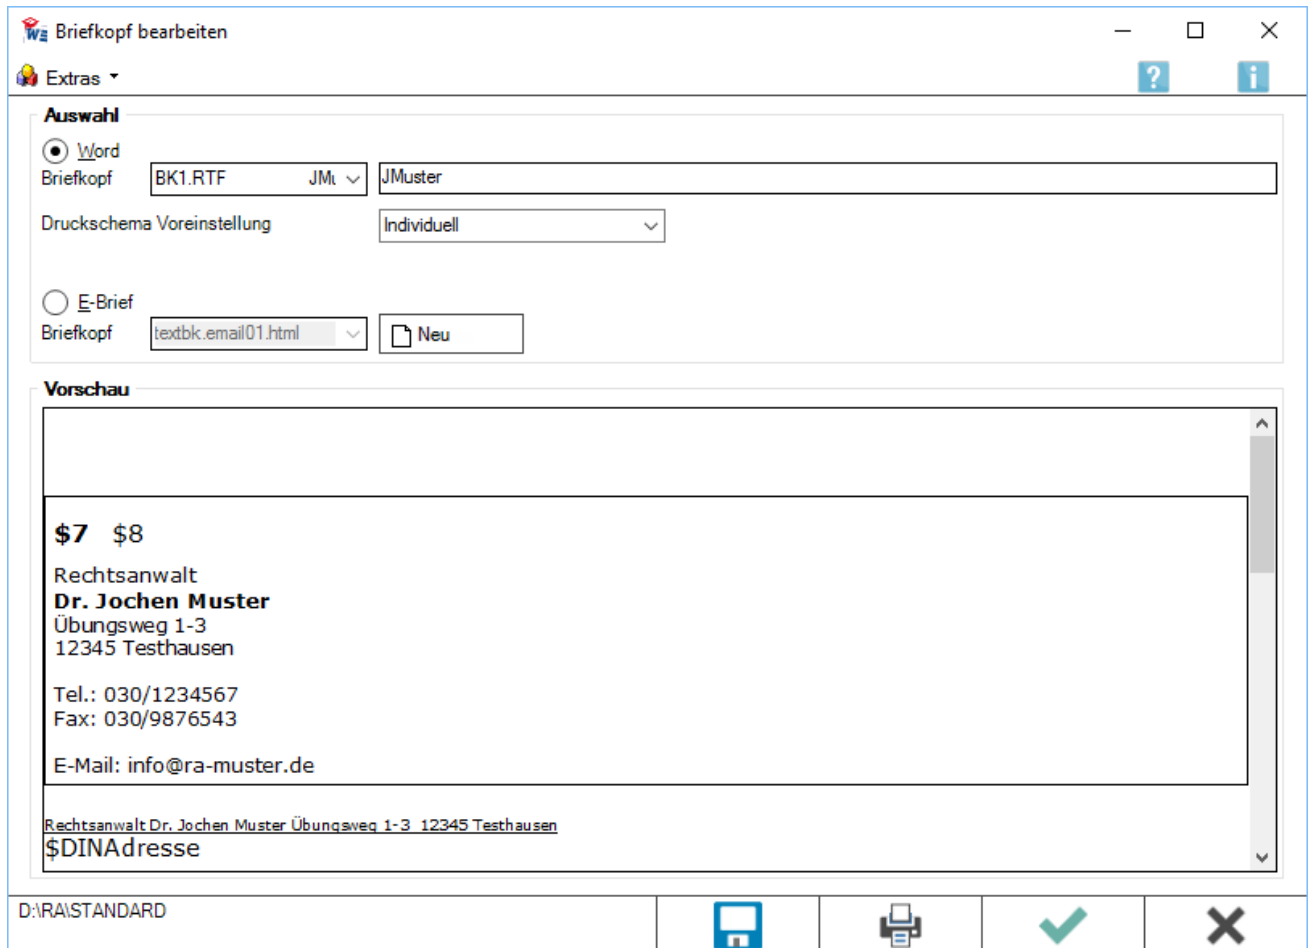 Briefkopf bearbeiten
Extras
Auswahl
Word
Briefkopf BK1.RTF JMu JMuster
Druckschema Voreinstellung Individuell
E-Brief
Briefkopf textbk.email01.html Neu
Vorschau
$7 $8
Rechtsanwalt
Dr. Jochen Muster
Übungsweg 1-3
12345 Testhausen
Tel.: 030/1234567
Fax: 030/9876543
E-Mail: info@ra-muster.de
Rechtsanwalt Dr. Jochen Muster Übungsweg 1-3 12345 Testhausen
$DINAdresse
D:\RA\STANDARD